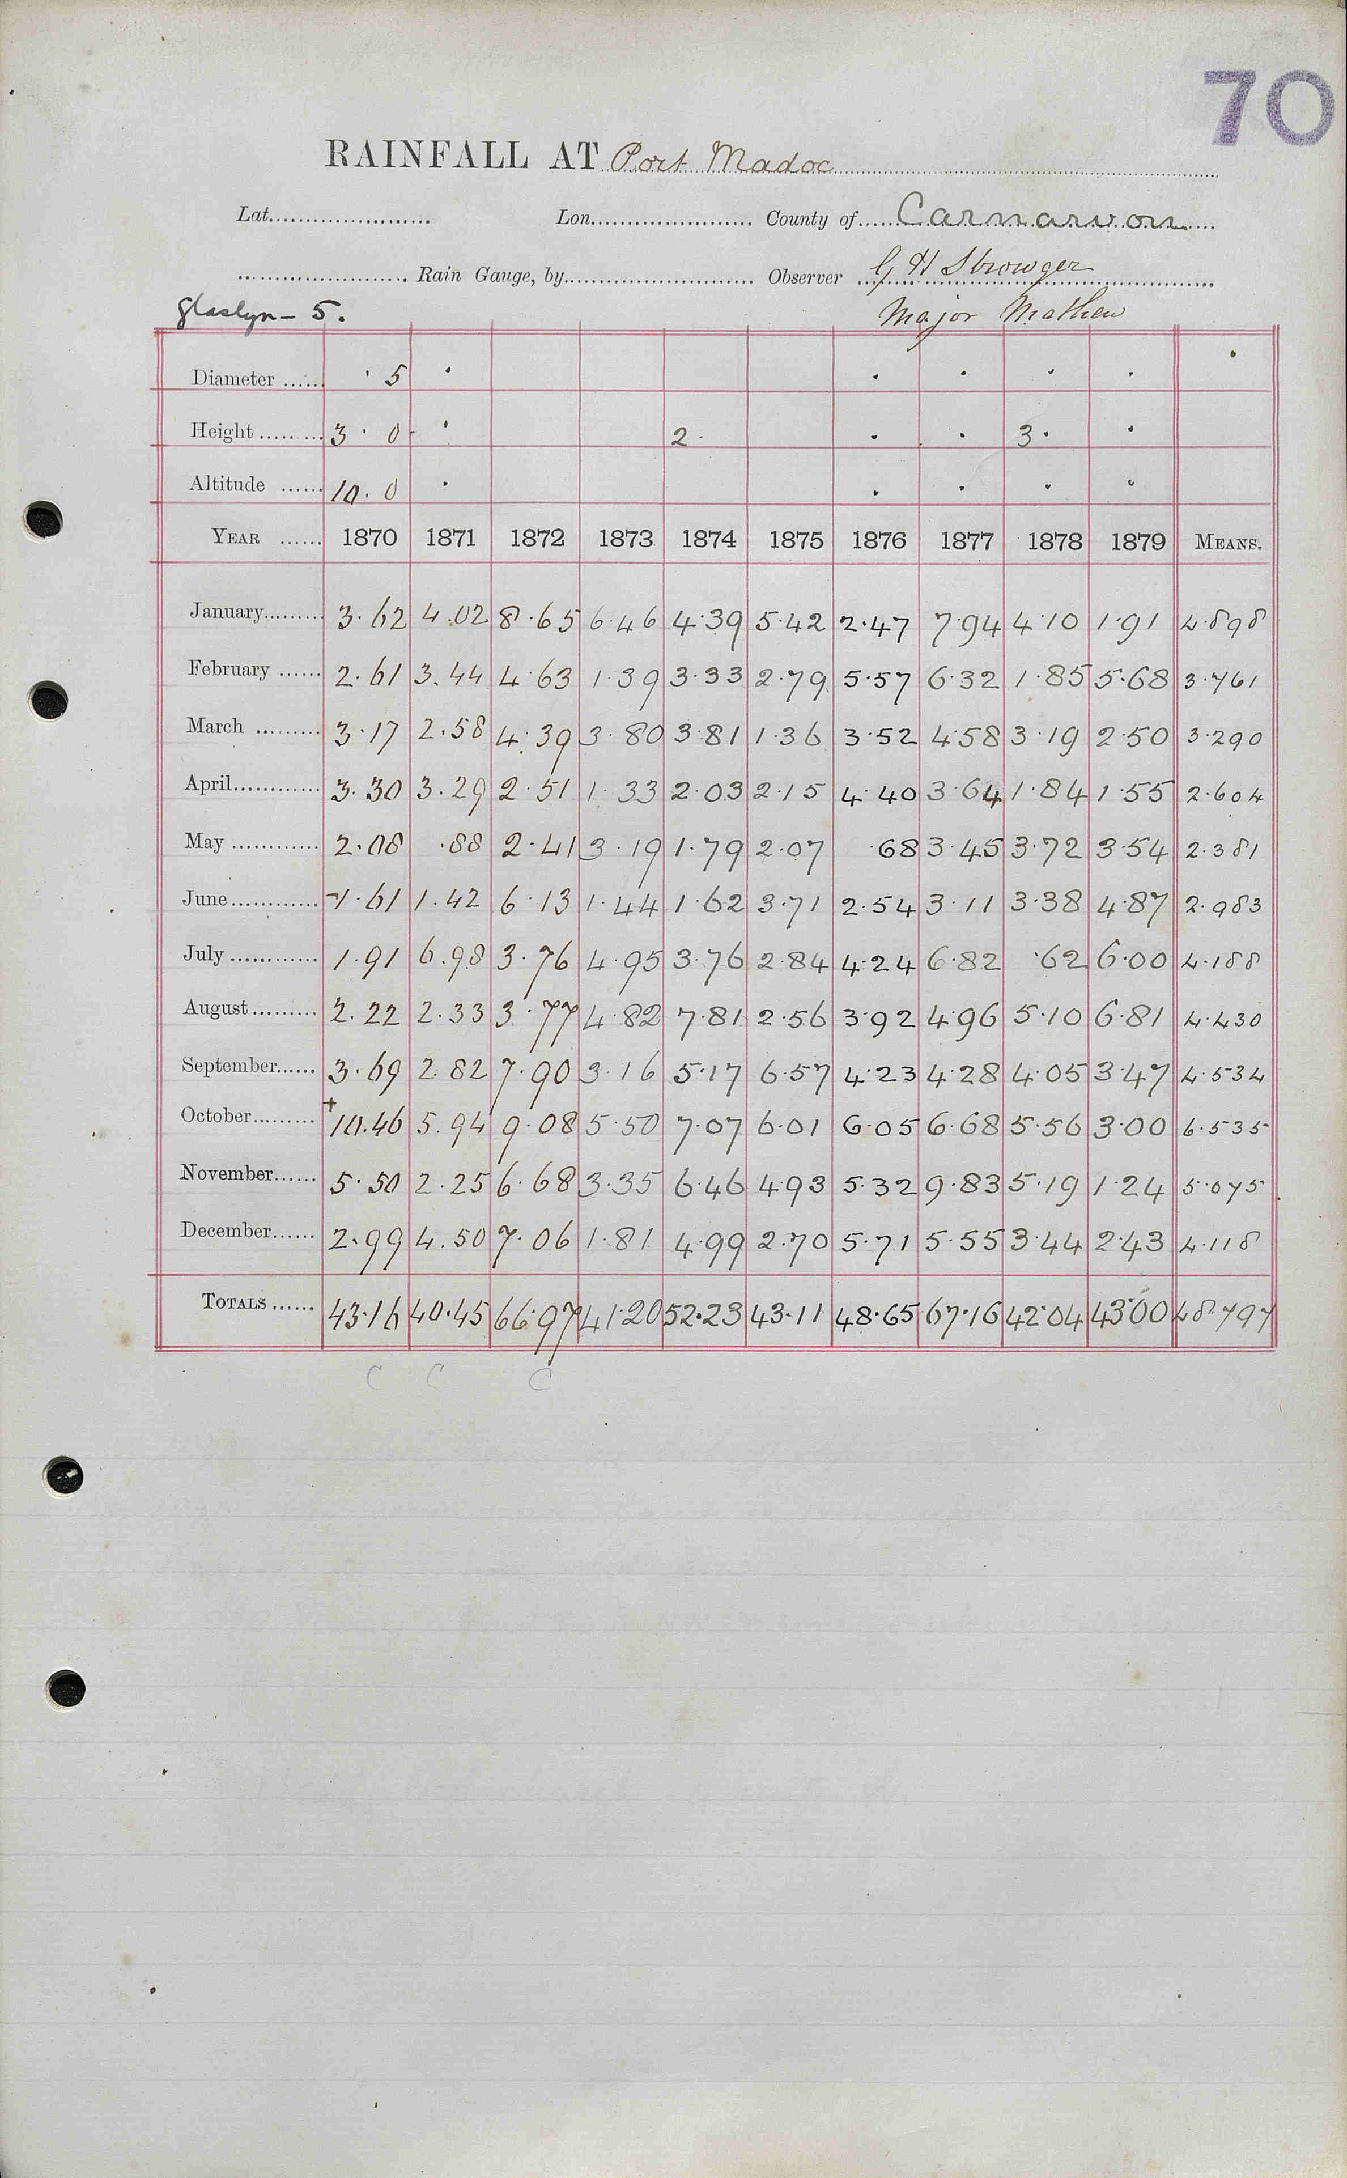 70
RAINFALL AT Port Madoc
Lat. Lon. County of Carnarvon
Rain Gauge, by Observer G H Strowger
Glaslyn – 5. Major Mathew
Diameter 5
Height 3 · 0 2 · 3 ·
Altitude 10 · 0
YEAR 1870 1871 1872 1873 1874 1875 1876 1877 1878 1879 MEANS.
January 3·62 4.02 8·65 6·46 4·39 5·42 2·47 7·94 4·10 1·91 4·898
February 2·61 3.44 4·63 1·39 3·33 2·79 5·57 6·32 1·85 5·68 3·761
March 3·17 2.58 4·39 3·80 3·81 1·36 3·52 4·58 3·19 2·50 3·290
April 3·30 3.29 2·51 1·33 2·03 2·15 4·40 3·64 1·84 1·55 2·604
May 2·08 ·88 2·41 3·19 1·79 2·07 ·68 3·45 3·72 3·54 2·381
June 1·61 1.42 6·13 1·44 1·62 3·71 2·54 3·11 3·38 4·87 2·983
July 1·91 6.98 3·76 4·95 3·76 2·84 4·24 6·82 ·62 6·00 4·188
August 2.22 2.33 3·77 4·82 7·81 2·56 3·92 4·96 5·10 6·81 4·430
September 3·69 2.82 7·90 3·16 5·17 6·57 4·23 4·28 4·05 3·47 4·534
October +10.46 5.94 9·08 5·50 7·07 6·01 6·05 6·68 5·56 3·00 6·535
November 5·50 2.25 6·68 3·35 6·46 4·93 5·32 9·83 5·19 1·24 5·075
December 2·99 4.50 7·06 1·81 4·99 2·70 5·71 5·55 3·44 2·43 4·118
TOTALS 43·16 40·45 66·97 41·20 52·23 43·11 48·65 67·16 42·04 43·00 48·797
C C C